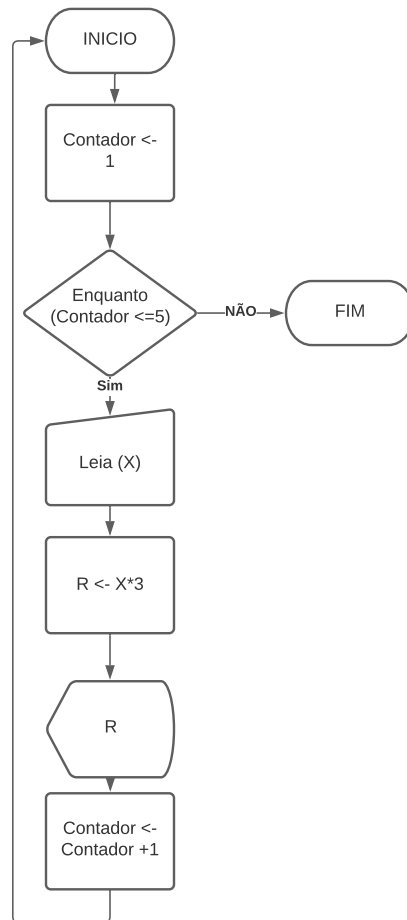 INICIO
Contador <-
1
Enquanto
(Contador <=5)
NÃO
FIM
Sim
Leia (X)
R <- X*3
R
Contador <-
Contador +1